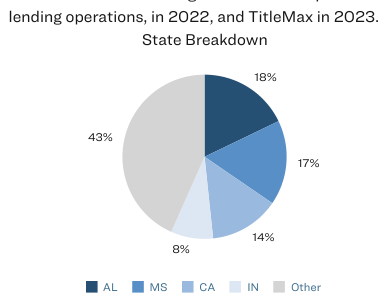 lending operations, in 2022, and TitleMax in 2023.
State Breakdown
18%
43%
17%
14%
8%
AL MS CA IN Other